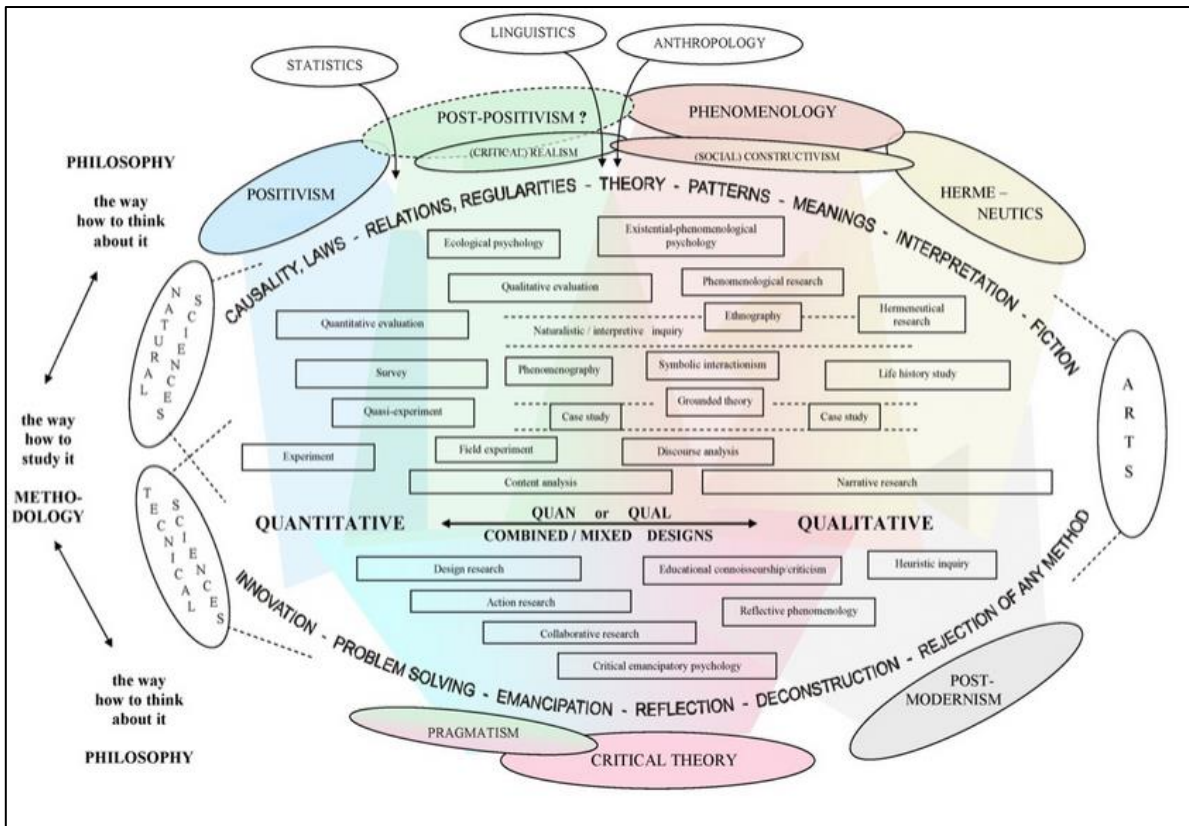 LINGUISTICS
ANTHROPOLOGY
STATISTICS
POST-POSITIVISM ?
PHENOMENOLOGY
(CRITICAL) REALISM
(SOCIAL) CONSTRUCTIVISM
PHILOSOPHY
the way
how to think
about it
POSITIVISM
HERME –
NEUTICS
CAUSALITY, LAWS - RELATIONS, REGULARITIES - THEORY - PATTERNS - MEANINGS - INTERPRETATION - FICTION
NATURAL
SCIENCES
Ecological psychology
Existential-phenomenological
psychology
Qualitative evaluation
Phenomenological research
Quantitative evaluation
Naturalistic / interpretive inquiry
Ethnography
Hermeneutical
research
Survey
Phenomenography
Symbolic interactionism
Life history study
Quasi-experiment
Case study
Grounded theory
Case study
Experiment
Field experiment
Discourse analysis
Content analysis
Narrative research
ARTS
the way
how to
study it
METHO-
DOLOGY
TECNICAL
SCIENCES
QUANTITATIVE
QUAN or QUAL
COMBINED / MIXED DESIGNS
QUALITATIVE
Design research
Educational connoisseurship/criticism
Heuristic inquiry
Action research
Reflective phenomenology
Collaborative research
Critical emancipatory psychology
INNOVATION - PROBLEM SOLVING - EMANCIPATION - REFLECTION - DECONSTRUCTION - REJECTION OF ANY METHOD
the way
how to think
about it
PHILOSOPHY
POST-
MODERNISM
PRAGMATISM
CRITICAL THEORY